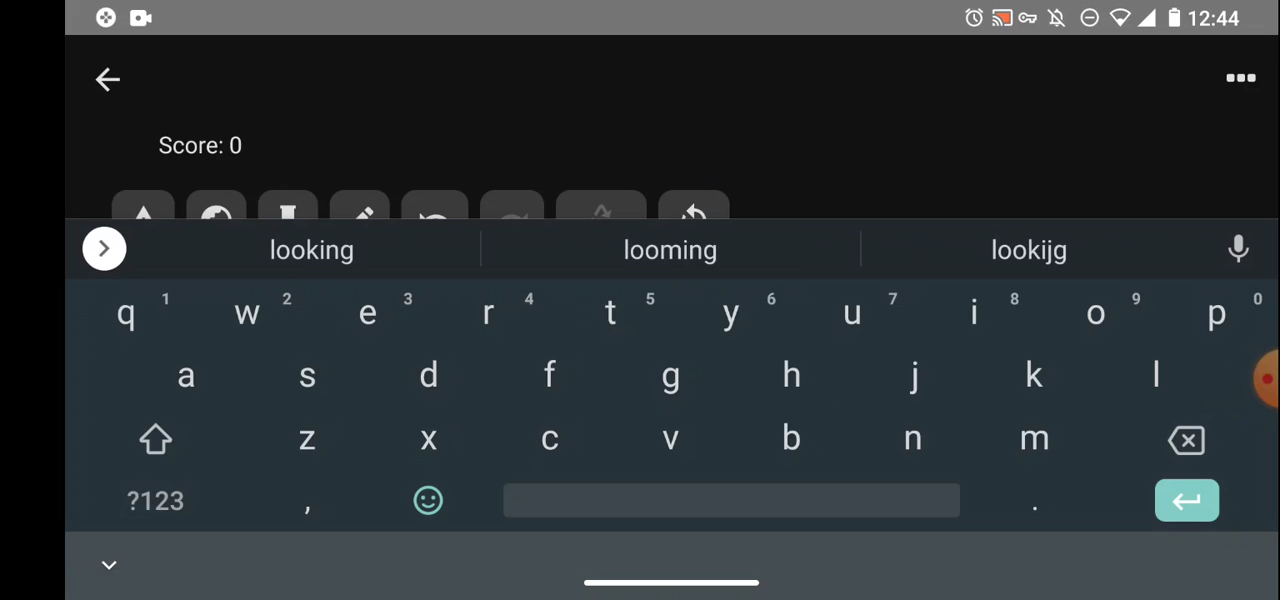 12:44
Score: 0
looking looming lookijg
q 1 w 2 e 3 r 4 t 5 y 6 u 7 i 8 o 9 p 0
a s d f g h j k l
z x c v b n m
?123 , .